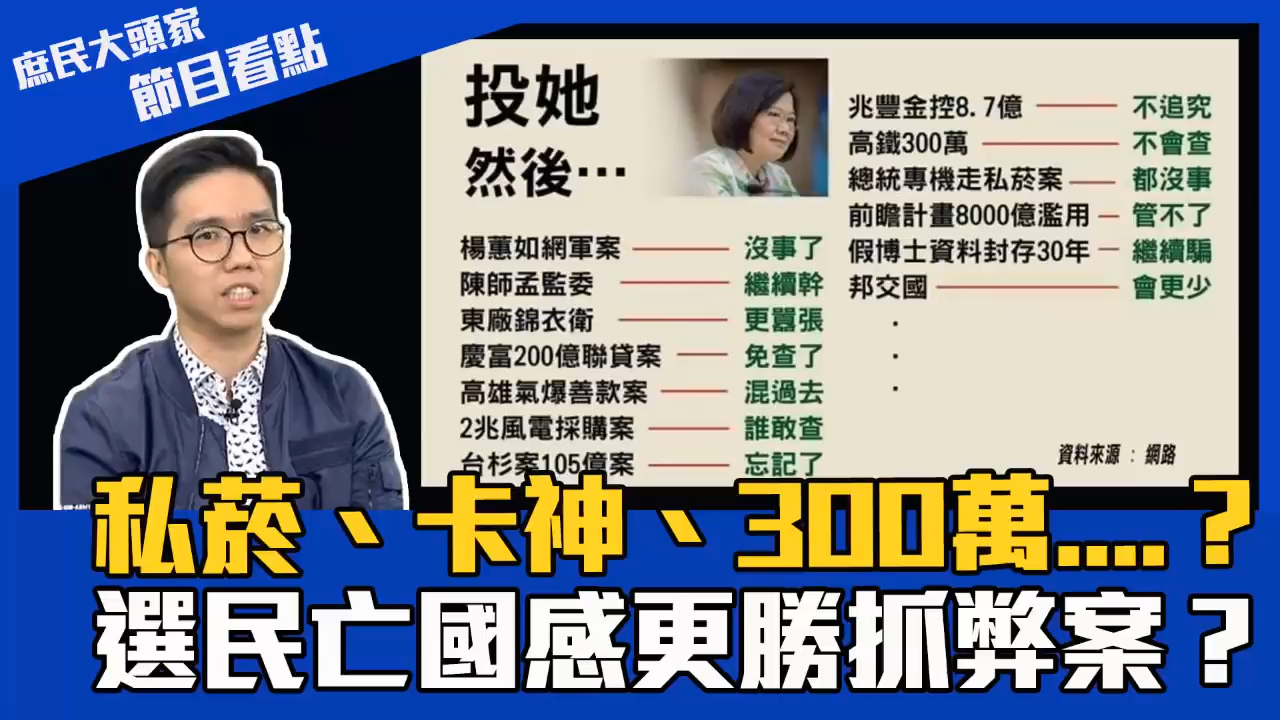 庶民大頭家
節目看點
投她
然後…
楊蕙如網軍案 沒事了
陳師孟監委 繼續幹
東廠錦衣衛 更囂張
慶富200億聯貸案 免查了
高雄氣爆善款案 混過去
2兆風電採購案 誰敢查
台杉案105億案 忘記了
兆豐金控8.7億 不追究
高鐵300萬 不會查
總統專機走私菸案 都沒事
前瞻計畫8000億濫用 管不了
假博士資料封存30年 繼續騙
邦交國 會更少
資料來源：網路
私菸、卡神、300萬....？
選民亡國感更勝抓弊案？